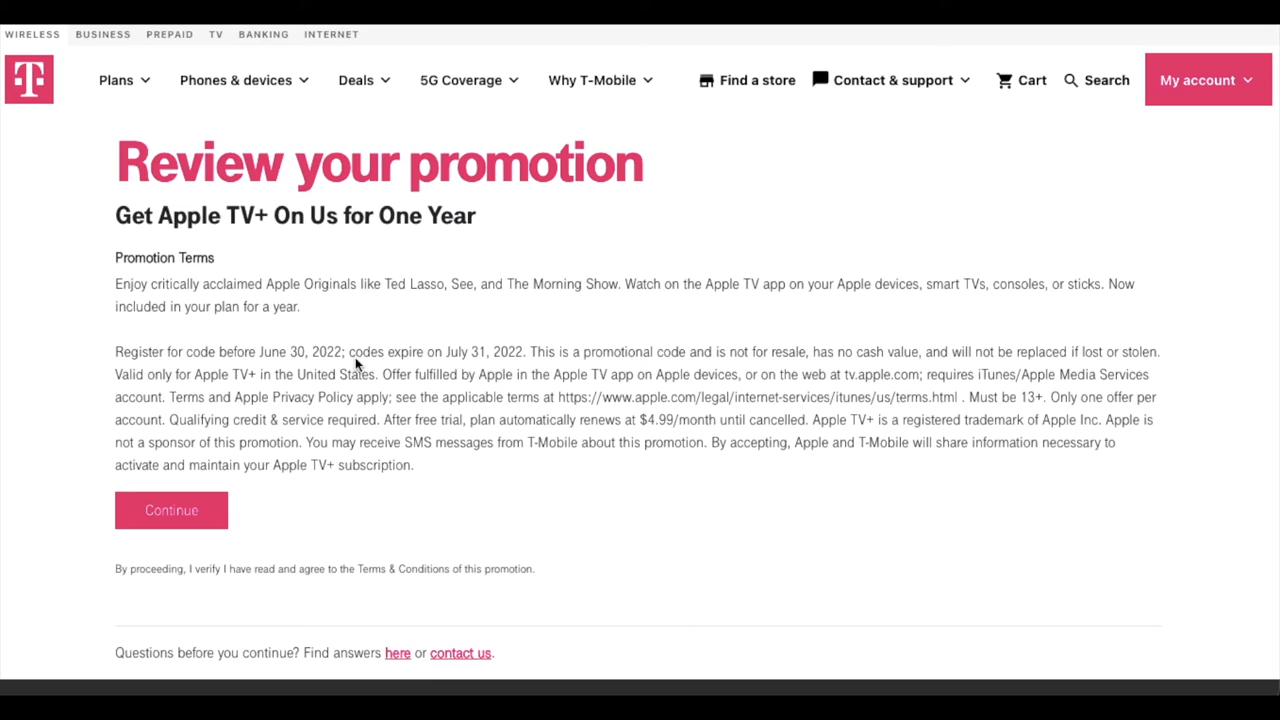 WIRELESS BUSINESS PREPAID TV BANKING INTERNET
T Plans Phones & devices Deals 5G Coverage Why T-Mobile Find a store Contact & support Cart Search My account
Review your promotion
Get Apple TV+ On Us for One Year
Promotion Terms
Enjoy critically acclaimed Apple Originals like Ted Lasso, See, and The Morning Show. Watch on the Apple TV app on your Apple devices, smart TVs, consoles, or sticks. Now
included in your plan for a year.
Register for code before June 30, 2022; codes expire on July 31, 2022. This is a promotional code and is not for resale, has no cash value, and will not be replaced if lost or stolen.
Valid only for Apple TV+ in the United States. Offer fulfilled by Apple in the Apple TV app on Apple devices, or on the web at tv.apple.com; requires iTunes/Apple Media Services
account. Terms and Apple Privacy Policy apply; see the applicable terms at https://www.apple.com/legal/internet-services/itunes/us/terms.html . Must be 13+. Only one offer per
account. Qualifying credit & service required. After free trial, plan automatically renews at $4.99/month until cancelled. Apple TV+ is a registered trademark of Apple Inc. Apple is
not a sponsor of this promotion. You may receive SMS messages from T-Mobile about this promotion. By accepting, Apple and T-Mobile will share information necessary to
activate and maintain your Apple TV+ subscription.
Continue
By proceeding, I verify I have read and agree to the Terms & Conditions of this promotion.
Questions before you continue? Find answers here or contact us.